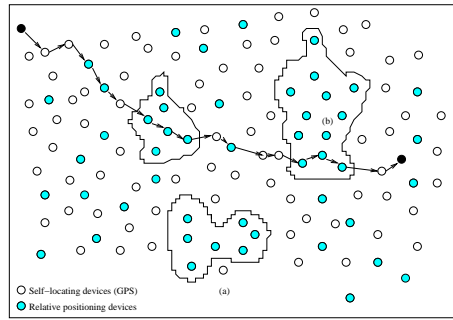 (b)
(a)
Self−locating devices (GPS)
Relative positioning devices